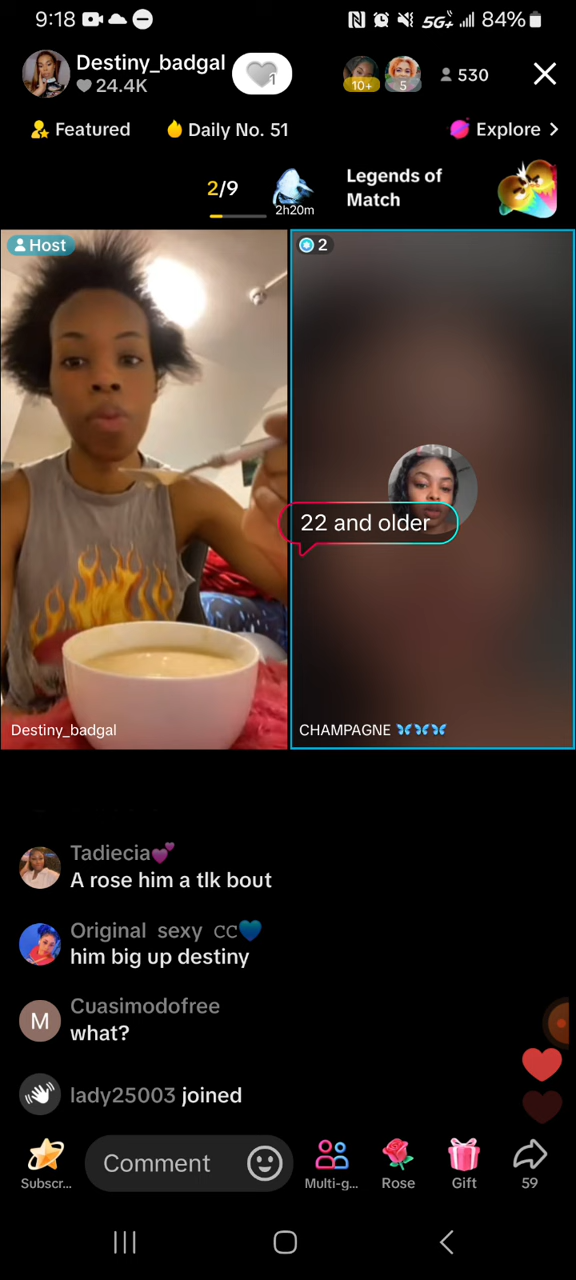 9:18
5G+ 84%
Destiny_badgal
24.4K
1
10+
5
530
Featured
Daily No. 51
Explore >
2/9
2h20m
Legends of
Match
Host
2
22 and older
Destiny_badgal
CHAMPAGNE 🦋🦋🦋
Tadiecia💕
A rose him a tlk bout
Original sexy cc💙
him big up destiny
M
Cuasimodofree
what?
lady25003 joined
Comment
Subscr...
Multi-g...
Rose
Gift
59